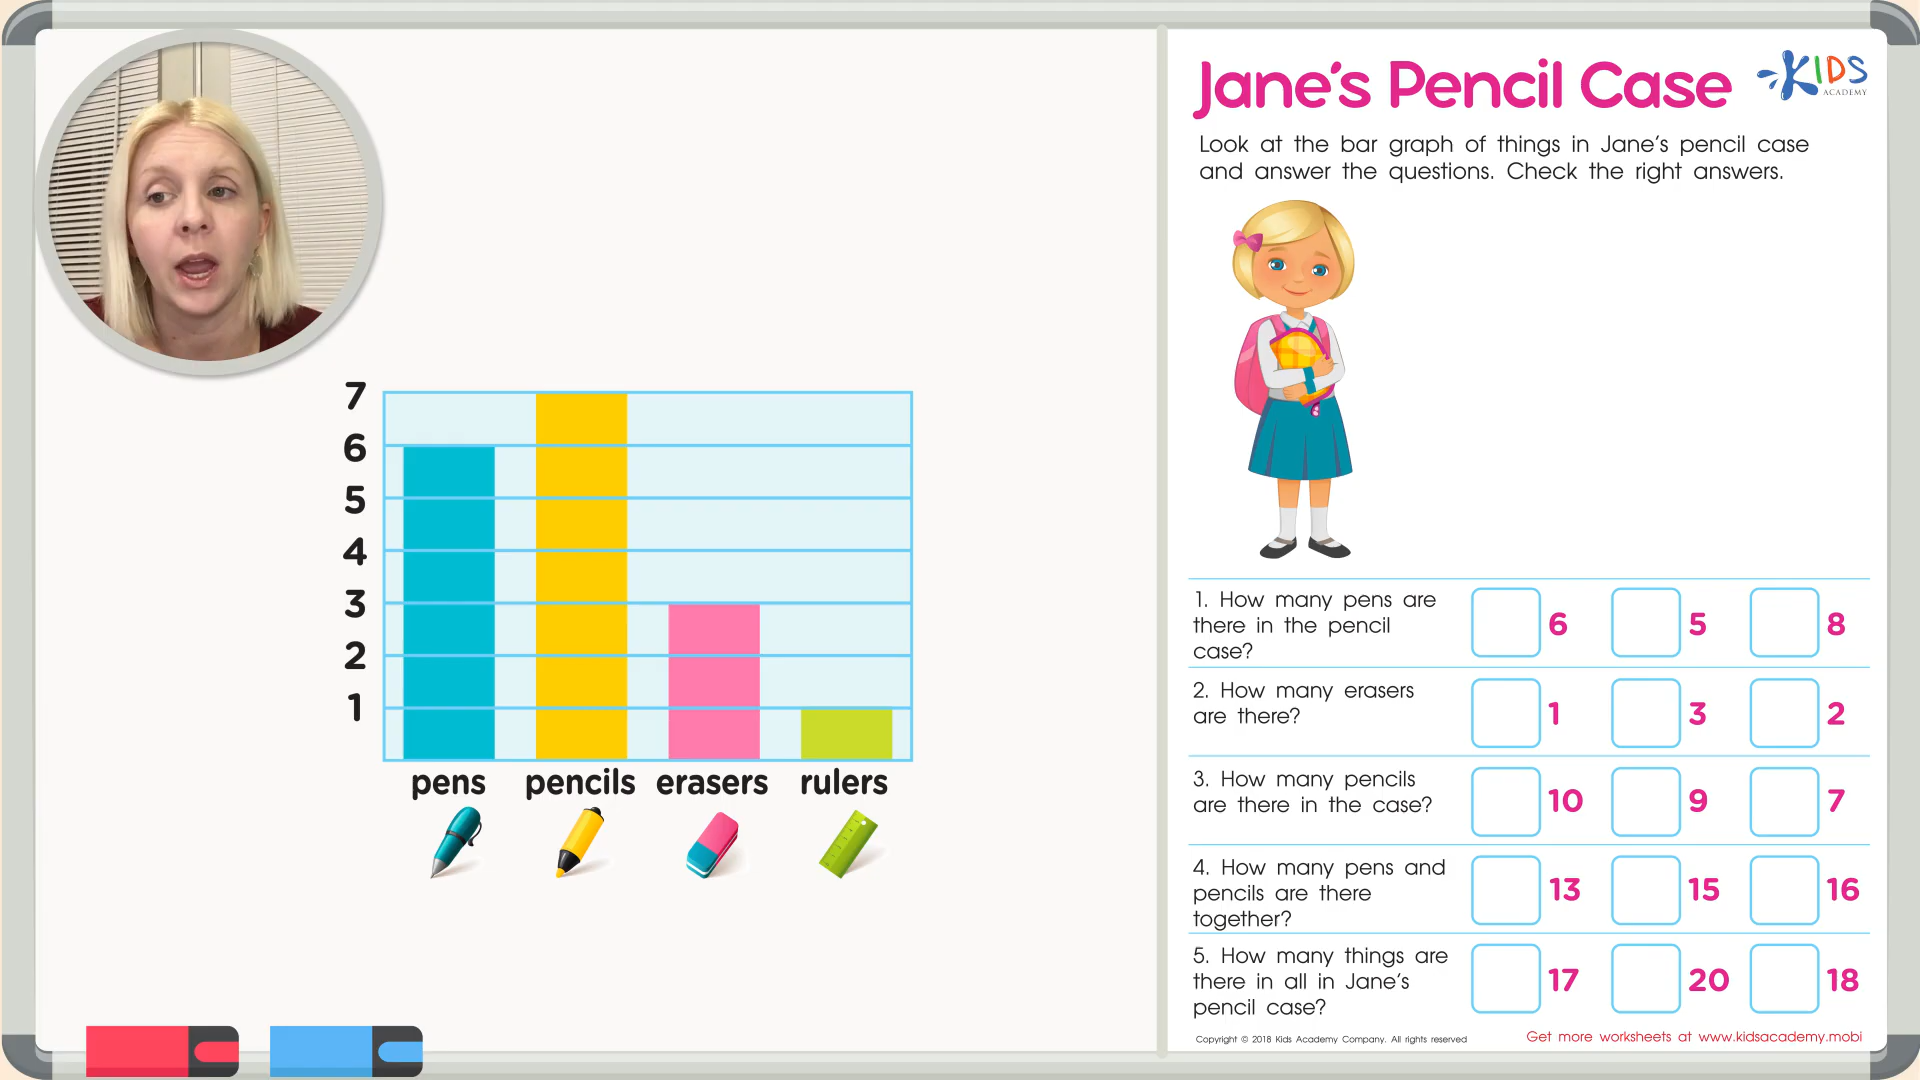 Jane's Pencil Case
KIDS
ACADEMY
Look at the bar graph of things in Jane's pencil case
and answer the questions. Check the right answers.
7
6
5
4
3
2
1
pens pencils erasers rulers
1. How many pens are
there in the pencil
case?
6 5 8
2. How many erasers
are there?
1 3 2
3. How many pencils
are there in the case?
10 9 7
4. How many pens and
pencils are there
together?
13 15 16
5. How many things are
there in all in Jane's
pencil case?
17 20 18
Copyright © 2018 Kids Academy Company. All rights reserved
Get more worksheets at www.kidsacademy.mobi